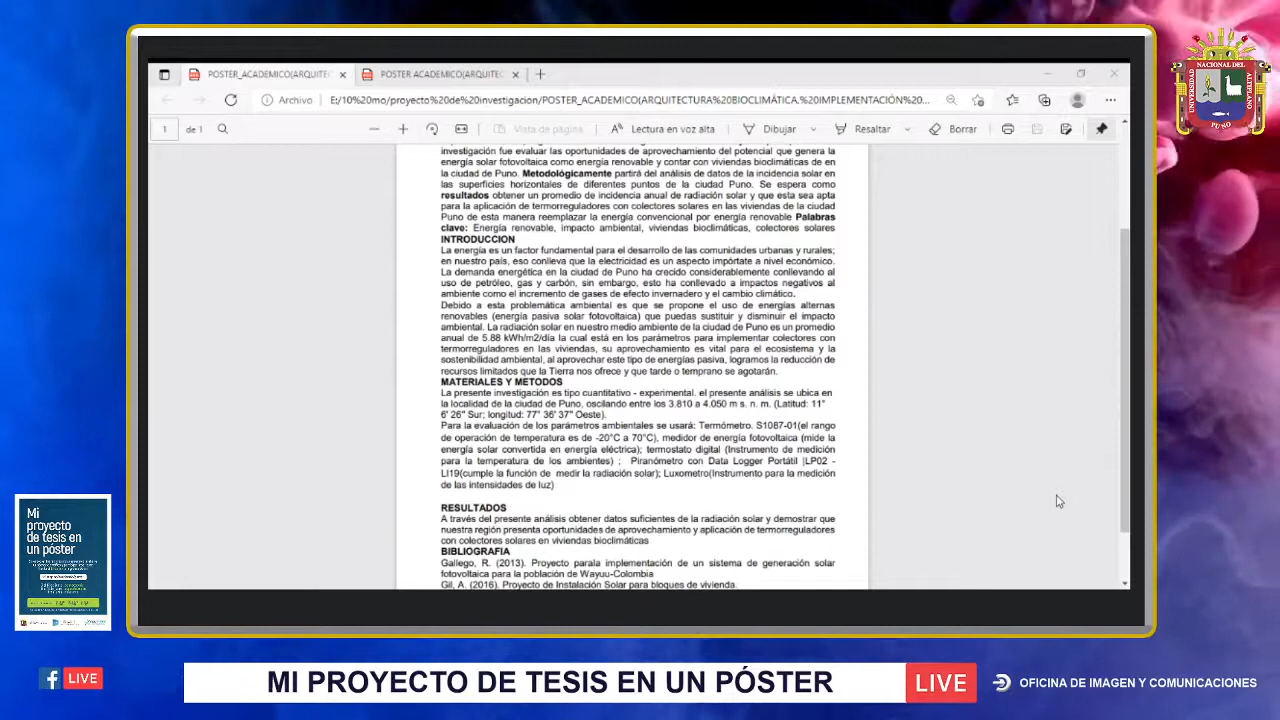 POSTER_ACADEMICO(ARQUITEC
POSTER ACADEMICO(ARQUITEC
Archivo
E:/10%20mo/proyecto%20de%20investigacion/POSTER_ACADEMICO(ARQUITECTURA%20BIOCLIMÁTICA,%20IMPLEMENTACIÓN%20...
1 de 1
Vista de página
Lectura en voz alta
Dibujar
Resaltar
Borrar
investigación fue evaluar las oportunidades de aprovechamiento del potencial que genera la
energía solar fotovoltaica como energía renovable y contar con viviendas bioclimáticas de en
la ciudad de Puno. Metodológicamente partirá del análisis de datos de la incidencia solar en
las superficies horizontales de diferentes puntos de la ciudad Puno. Se espera como
resultados obtener un promedio de incidencia anual de radiación solar y que esta sea apta
para la aplicación de termorreguladores con colectores solares en las viviendas de la ciudad
Puno de esta manera reemplazar la energía convencional por energía renovable Palabras
clave: Energía renovable, impacto ambiental, viviendas bioclimáticas, colectores solares
INTRODUCCION
La energía es un factor fundamental para el desarrollo de las comunidades urbanas y rurales;
en nuestro país, eso conlleva que la electricidad es un aspecto impórtate a nivel económico.
La demanda energética en la ciudad de Puno ha crecido considerablemente conllevando al
uso de petróleo, gas y carbón, sin embargo, esto ha conllevado a impactos negativos al
ambiente como el incremento de gases de efecto invernadero y el cambio climático.
Debido a esta problemática ambiental es que se propone el uso de energías alternas
renovables (energía pasiva solar fotovoltaica) que puedas sustituir y disminuir el impacto
ambiental. La radiación solar en nuestro medio ambiente de la ciudad de Puno es un promedio
anual de 5.88 kWh/m2/día la cual está en los parámetros para implementar colectores con
termorreguladores en las viviendas, su aprovechamiento es vital para el ecosistema y la
sostenibilidad ambiental, al aprovechar este tipo de energías pasiva, logramos la reducción de
recursos limitados que la Tierra nos ofrece y que tarde o temprano se agotarán.
MATERIALES Y METODOS
La presente investigación es tipo cuantitativo - experimental. el presente análisis se ubica en
la localidad de la ciudad de Puno, oscilando entre los 3.810 a 4.050 m s. n. m. (Latitud: 11°
6' 26" Sur; longitud: 77° 36' 37" Oeste).
Para la evaluación de los parámetros ambientales se usará: Termómetro. S1087-01(el rango
de operación de temperatura es de -20°C a 70°C), medidor de energía fotovoltaica (mide la
energía solar convertida en energía eléctrica); termostato digital (Instrumento de medición
para la temperatura de los ambientes) ; Piranómetro con Data Logger Portátil |LP02 -
LI19(cumple la función de medir la radiación solar); Luxometro(Instrumento para la medición
de las intensidades de luz)
RESULTADOS
A través del presente análisis obtener datos suficientes de la radiación solar y demostrar que
nuestra región presenta oportunidades de aprovechamiento y aplicación de termorreguladores
con colectores solares en viviendas bioclimáticas
BIBLIOGRAFIA
Gallego, R. (2013). Proyecto parala implementación de un sistema de generación solar
fotovoltaica para la población de Wayuu-Colombia
Gil, A. (2016). Proyecto de Instalación Solar para bloques de vivienda.
UNIVERSIDAD NACIONAL DEL ALTIPLANO
PUNO
Mi
proyecto
de tesis en
un póster
LIVE
MI PROYECTO DE TESIS EN UN PÓSTER
LIVE
OFICINA DE IMAGEN Y COMUNICACIONES